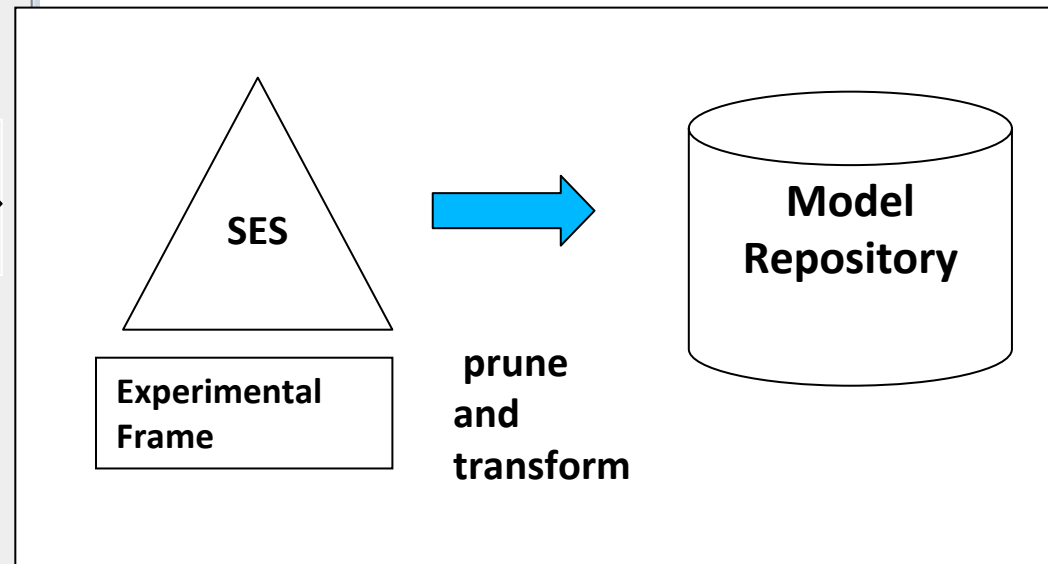 SES
Model
Repository
Experimental
Frame
prune
and
transform